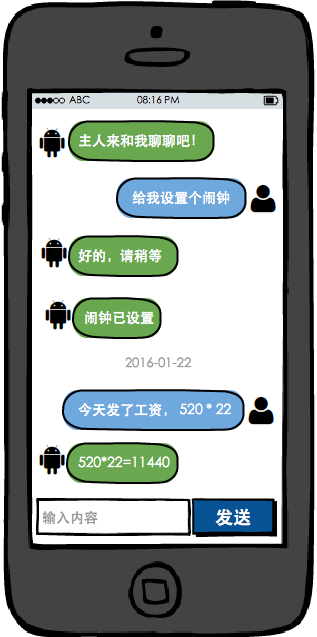 ABC 08:16 PM
主人来和我聊聊吧!
给我设置个闹钟
好的，请稍等
闹钟已设置
2016-01-22
今天发了工资， 520 * 22
520*22=11440
输入内容 发送